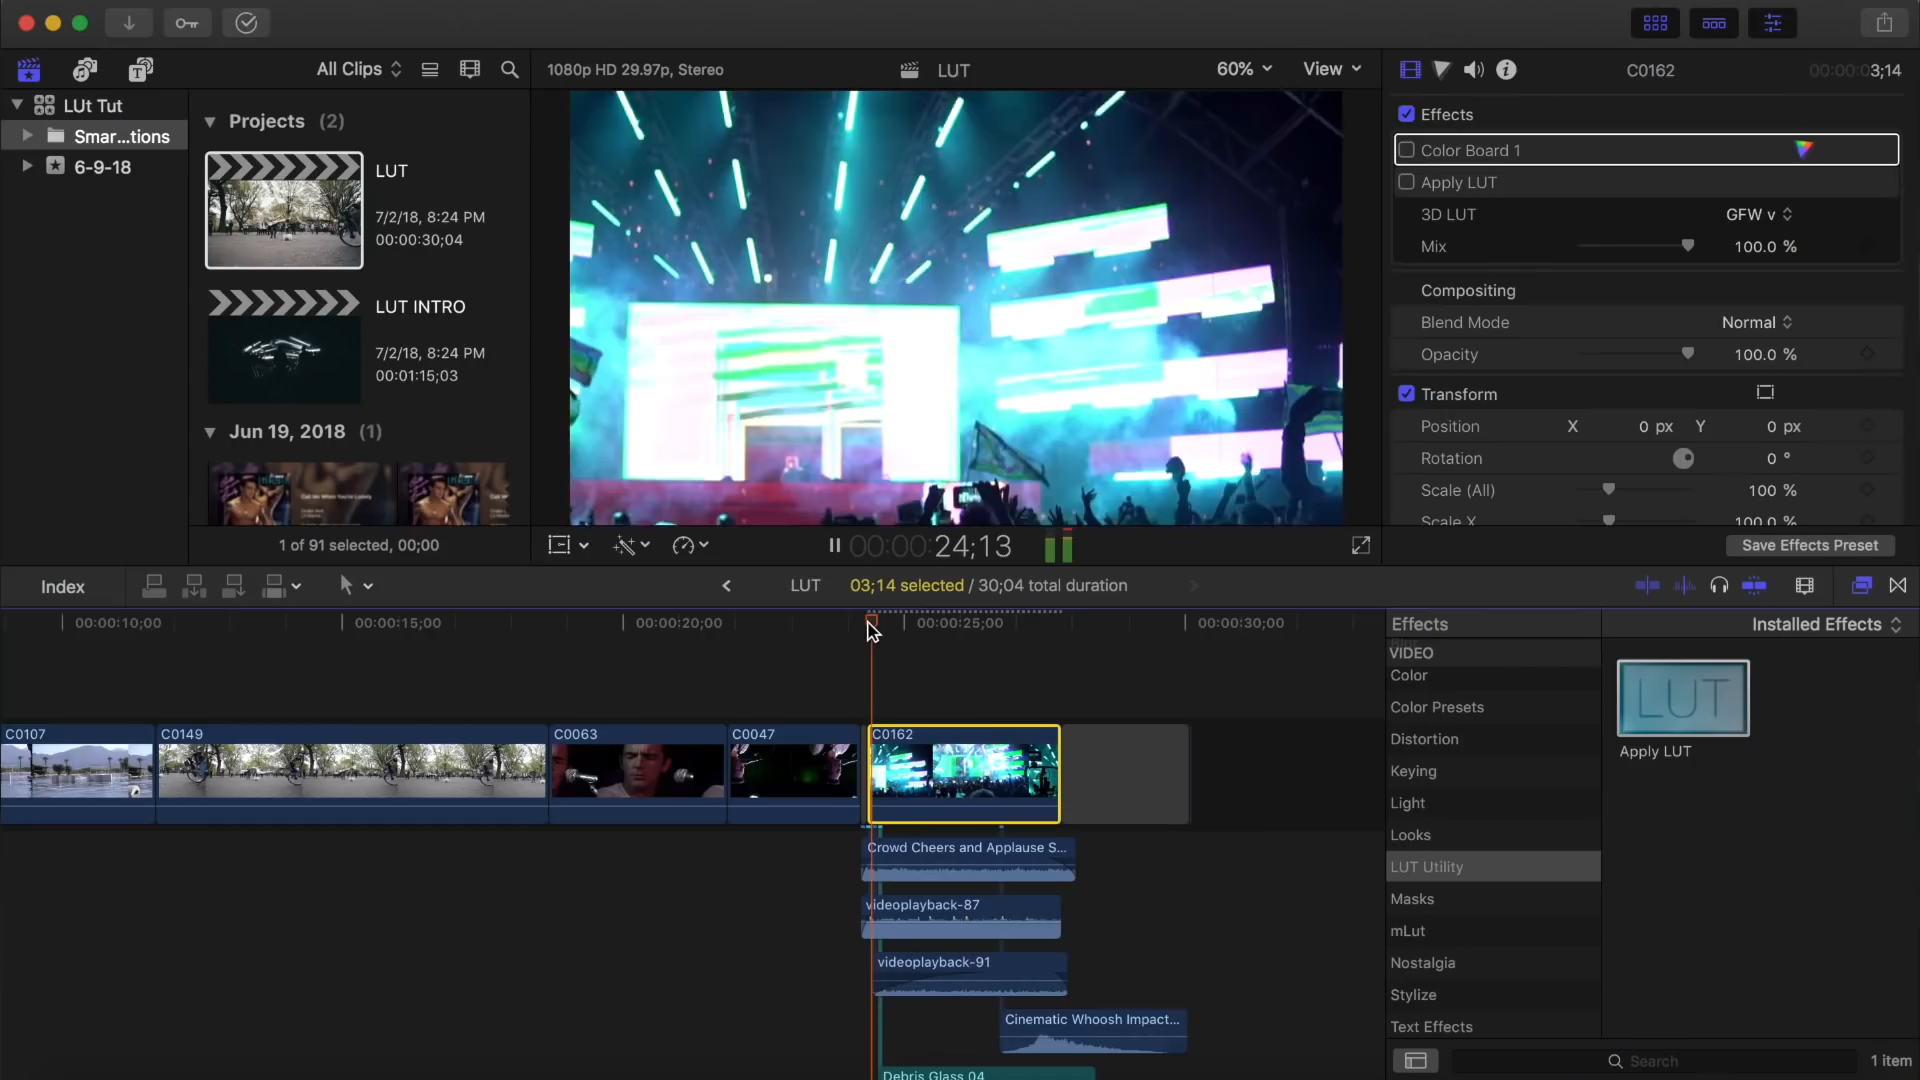 All Clips
1080p HD 29.97p, Stereo
LUT
60%
View
C0162
00:00:03;14
LUt Tut
Smar...tions
6-9-18
Projects (2)
LUT
7/2/18, 8:24 PM
00:00:30;04
LUT INTRO
7/2/18, 8:24 PM
00:01:15;03
Jun 19, 2018 (1)
1 of 91 selected, 00;00
00:00:24;13
Effects
Color Board 1
Apply LUT
3D LUT GFW v
Mix 100.0 %
Compositing
Blend Mode Normal
Opacity 100.0 %
Transform
Position X 0 px Y 0 px
Rotation 0 °
Scale (All) 100 %
Scale X 100.0 %
Save Effects Preset
Index
LUT
03;14 selected / 30;04 total duration
00:00:10;00
00:00:15;00
00:00:20;00
00:00:25;00
00:00:30;00
C0107
C0149
C0063
C0047
C0162
Crowd Cheers and Applause S...
videoplayback-87
videoplayback-91
Cinematic Whoosh Impact...
Debris Glass 04
Effects
Installed Effects
VIDEO
Color
Color Presets
Distortion
Keying
Light
Looks
LUT Utility
Masks
mLut
Nostalgia
Stylize
Text Effects
LUT
Apply LUT
Search
1 item